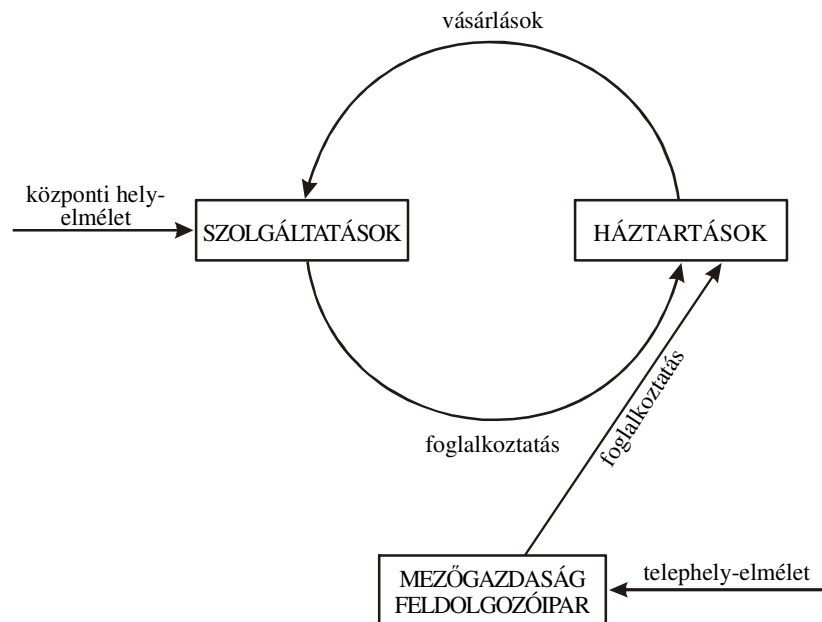 vásárlások
központi hely-
elmélet
SZOLGÁLTATÁSOK
HÁZTARTÁSOK
foglalkoztatás
foglalkoztatás
MEZŐGAZDASÁG
FELDOLGOZÓIPAR
telephely-elmélet